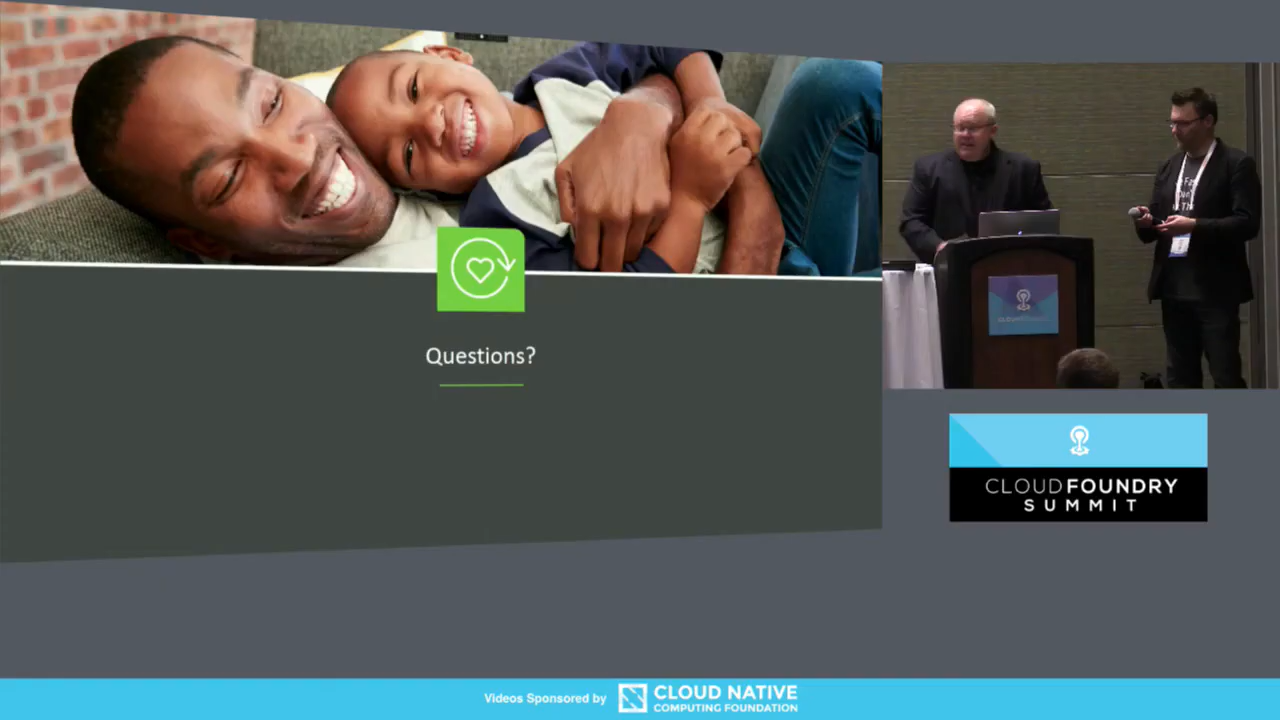 Questions?
CLOUDFOUNDRY
SUMMIT
Videos Sponsored by
CLOUD NATIVE
COMPUTING FOUNDATION